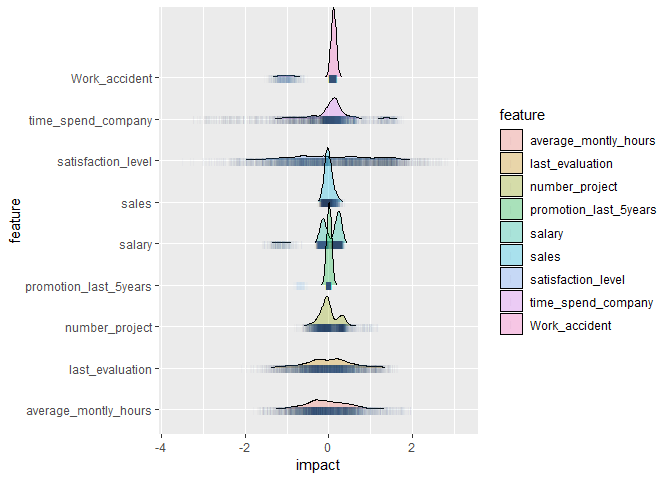 feature
Work_accident
time_spend_company
satisfaction_level
sales
salary
promotion_last_5years
number_project
last_evaluation
average_montly_hours
-4
-2
0
2
impact
feature
average_montly_hours
last_evaluation
number_project
promotion_last_5years
salary
sales
satisfaction_level
time_spend_company
Work_accident